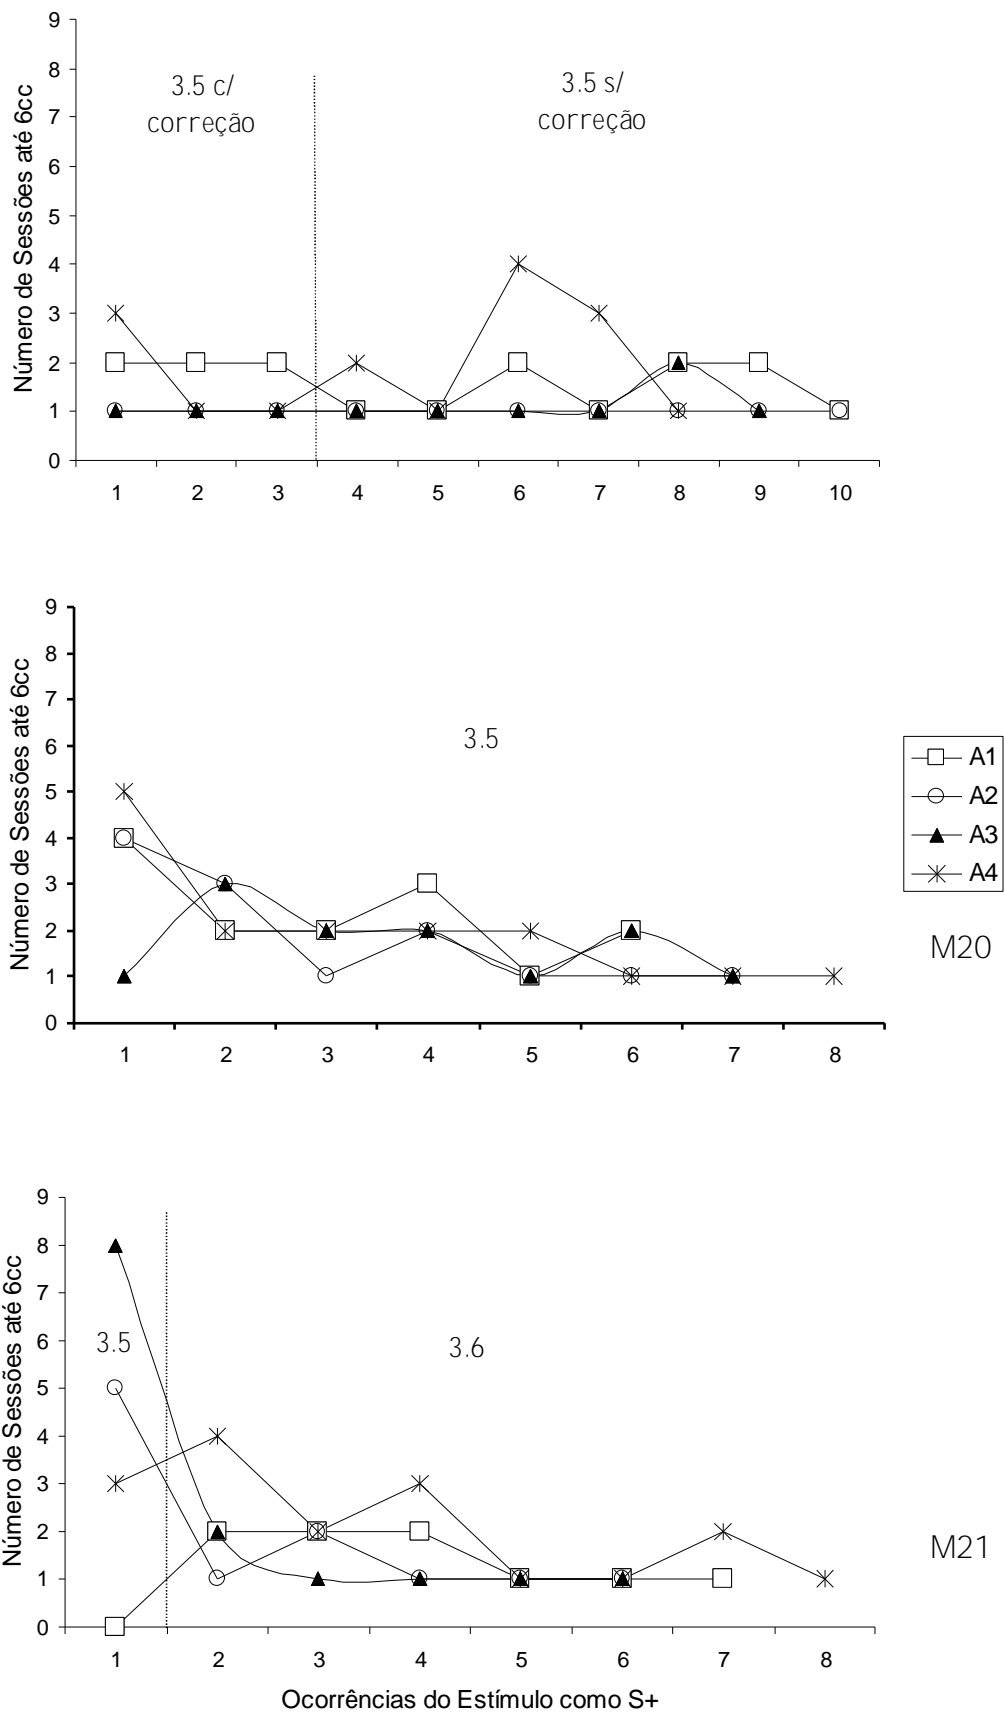 9
8
7
6
5
4
3
2
1
0
Número de Sessões até 6cc
3.5 c/
correção
3.5 s/
correção
1 2 3 4 5 6 7 8 9 10
9
8
7
6
5
4
3
2
1
0
Número de Sessões até 6cc
3.5
1 2 3 4 5 6 7 8
A1
A2
A3
A4
M20
9
8
7
6
5
4
3
2
1
0
Número de Sessões até 6cc
3.5
3.6
1 2 3 4 5 6 7 8
M21
Ocorrências do Estímulo como S+